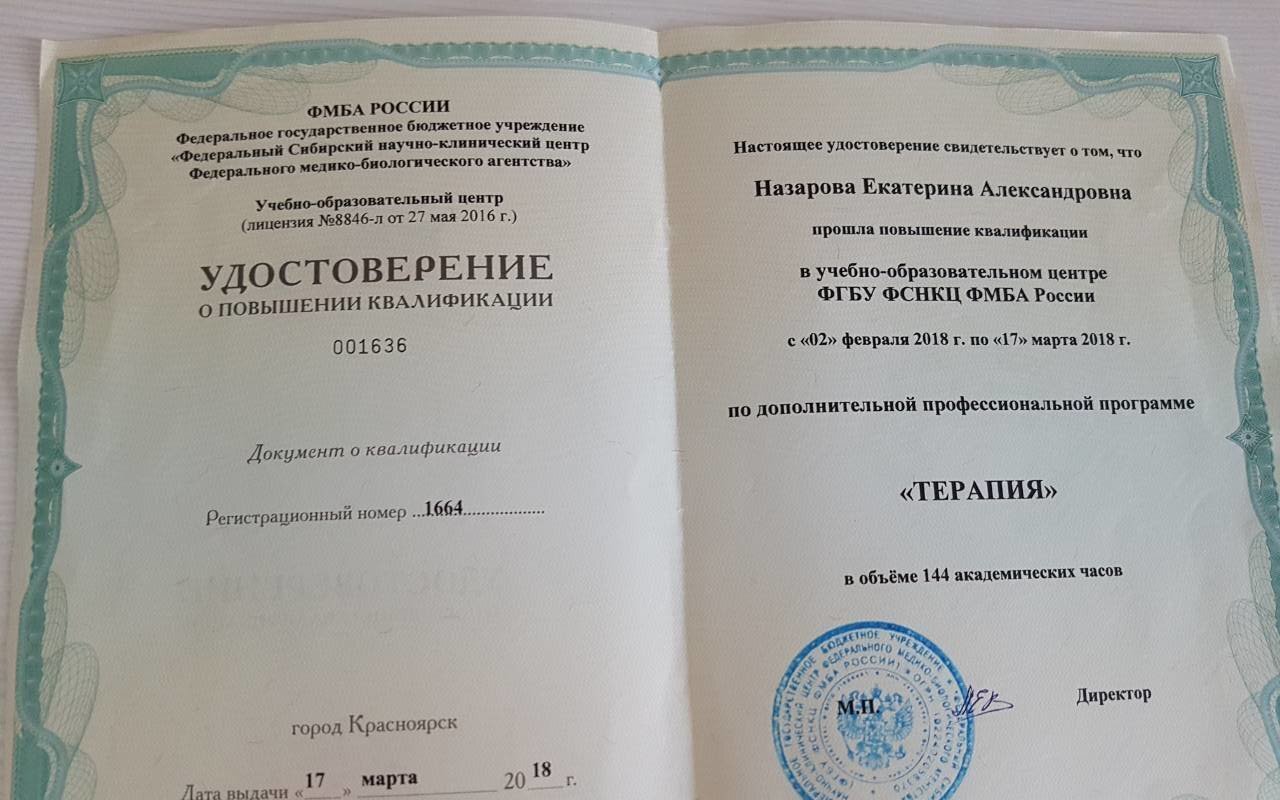 ФМБА РОССИИ
Федеральное государственное бюджетное учреждение
«Федеральный Сибирский научно-клинический центр
Федерального медико-биологического агентства»
Учебно-образовательный центр
(лицензия №8846-л от 27 мая 2016 г.)
УДОСТОВЕРЕНИЕ
О ПОВЫШЕНИИ КВАЛИФИКАЦИИ
001636
Документ о квалификации
Регистрационный номер ...1664...................
город Красноярск
Дата выдачи «17» марта 2018 г.
Настоящее удостоверение свидетельствует о том, что
Назарова Екатерина Александровна
прошла повышение квалификации
в учебно-образовательном центре
ФГБУ ФСНКЦ ФМБА России
с «02» февраля 2018 г. по «17» марта 2018 г.
по дополнительной профессиональной программе
«ТЕРАПИЯ»
в объёме 144 академических часов
М.П.
Директор